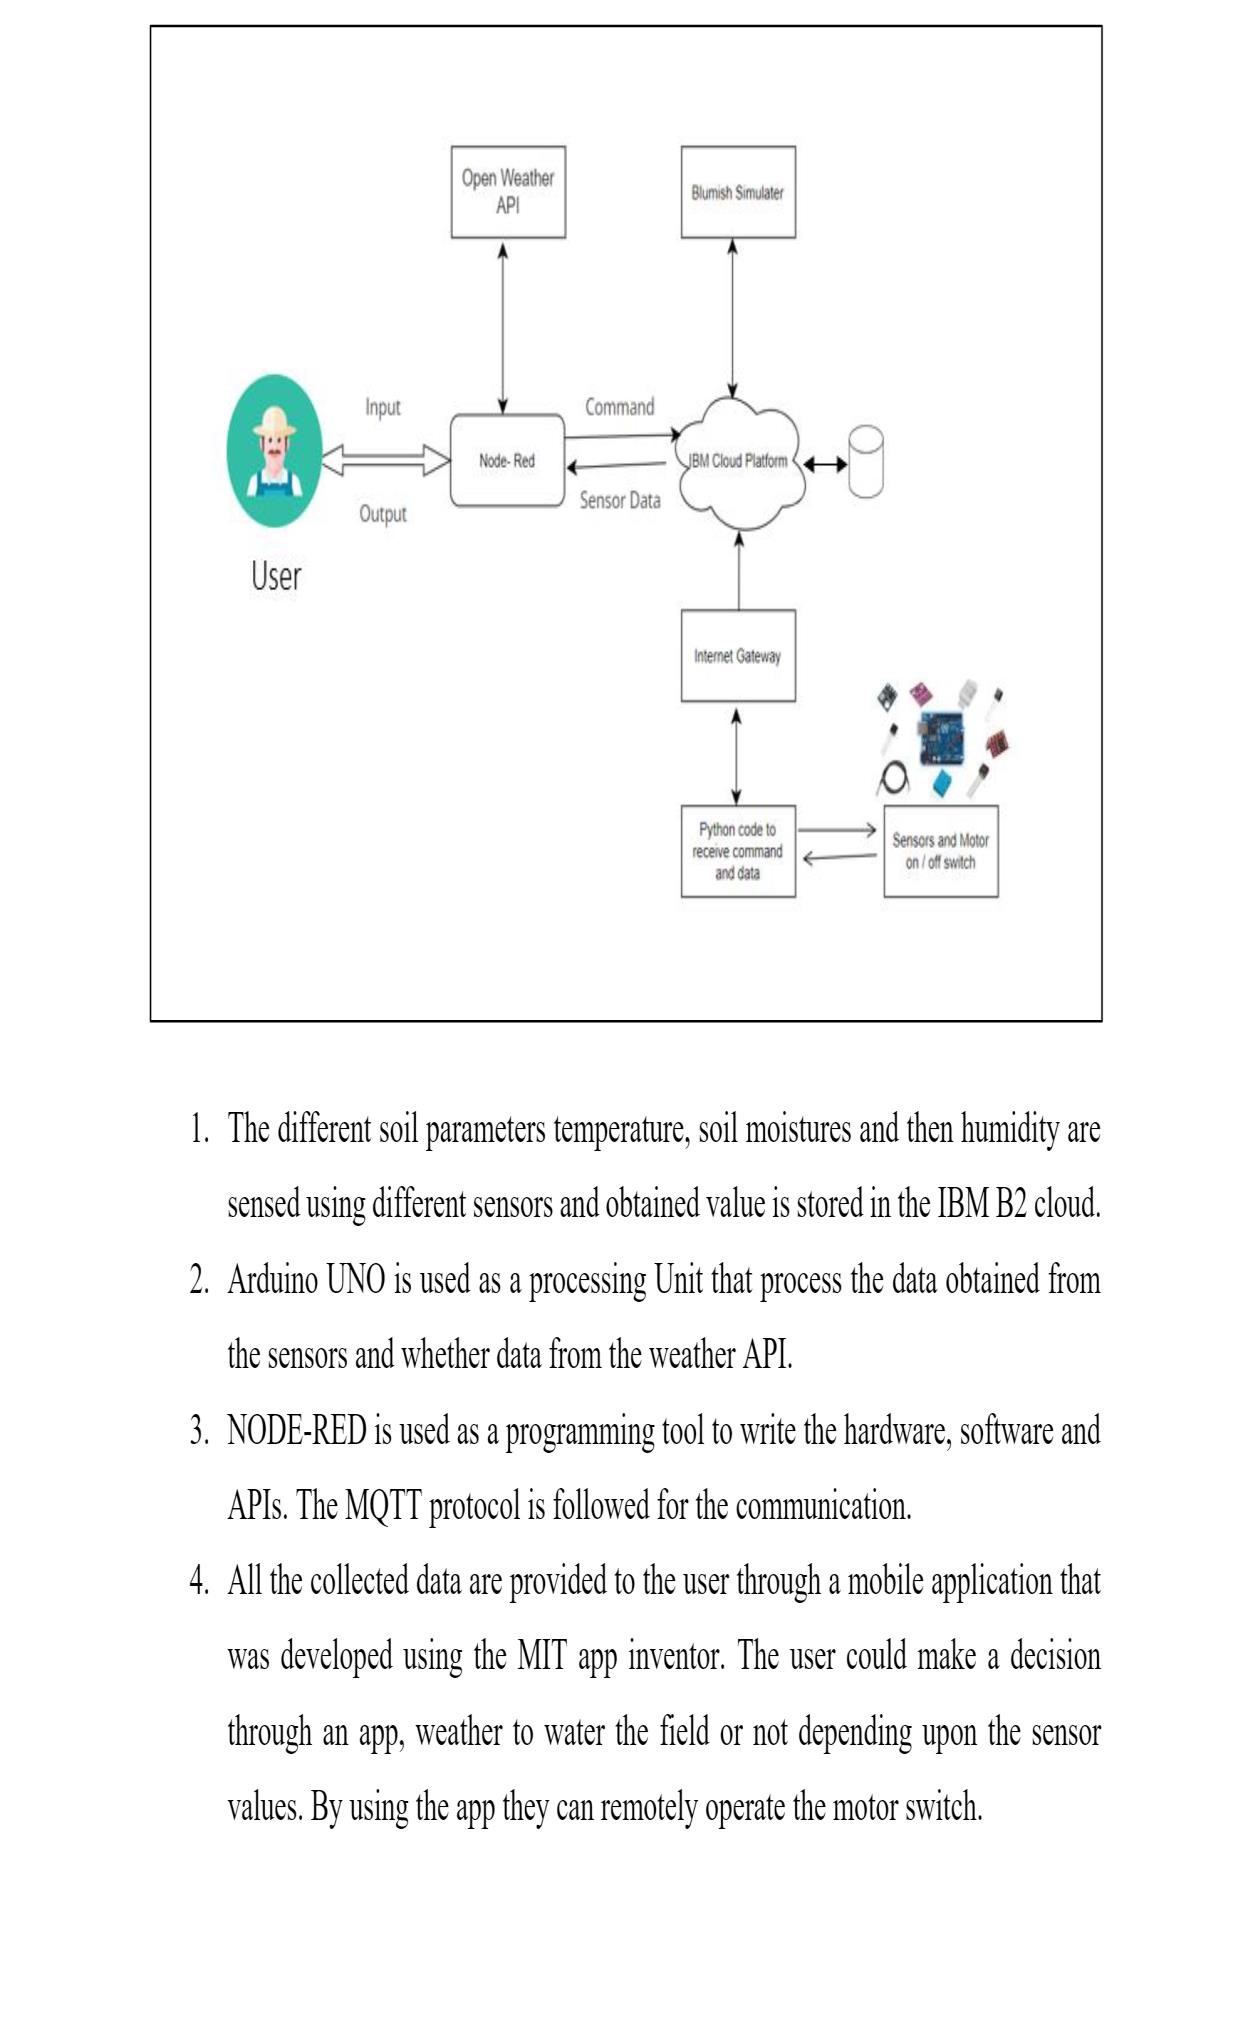 Open Weather
API
Blumish Simulater
Input
Command
Node- Red
IBM Cloud Platform
Output
Sensor Data
User
Internet Gateway
Python code to
receive command
and data
Sensors and Motor
on / off switch
1. The different soil parameters temperature, soil moistures and then humidity are
sensed using different sensors and obtained value is stored in the IBM B2 cloud.
2. Arduino UNO is used as a processing Unit that process the data obtained from
the sensors and whether data from the weather API.
3. NODE-RED is used as a programming tool to write the hardware, software and
APIs. The MQTT protocol is followed for the communication.
4. All the collected data are provided to the user through a mobile application that
was developed using the MIT app inventor. The user could make a decision
through an app, weather to water the field or not depending upon the sensor
values. By using the app they can remotely operate the motor switch.